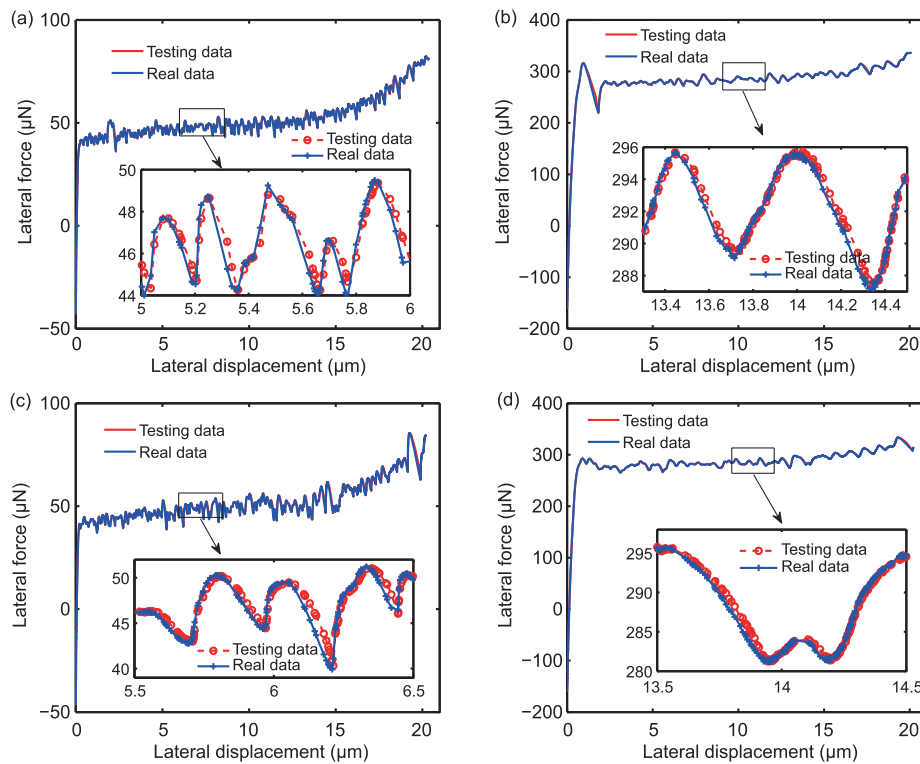 (a)
100
50
0
−50
Lateral force (µN)
Testing data
Real data
Testing data
Real data
50
48
46
44
5
5.2
5.4
5.6
5.8
6
0
5
10
15
20
Lateral displacement (µm)
(b)
400
300
200
100
0
−100
−200
Lateral force (µN)
Testing data
Real data
296
294
292
290
288
Testing data
Real data
13.4
13.6
13.8
14
14.2
14.4
0
5
10
15
20
Lateral displacement (µm)
(c)
100
50
0
−50
Lateral force (µN)
Testing data
Real data
50
45
40
Testing data
Real data
5.5
6
6.5
0
5
10
15
20
Lateral displacement (µm)
(d)
400
300
200
100
0
−100
−200
Lateral force (µN)
Testing data
Real data
295
290
285
280
Testing data
Real data
13.5
14
14.5
0
5
10
15
20
Lateral displacement (µm)